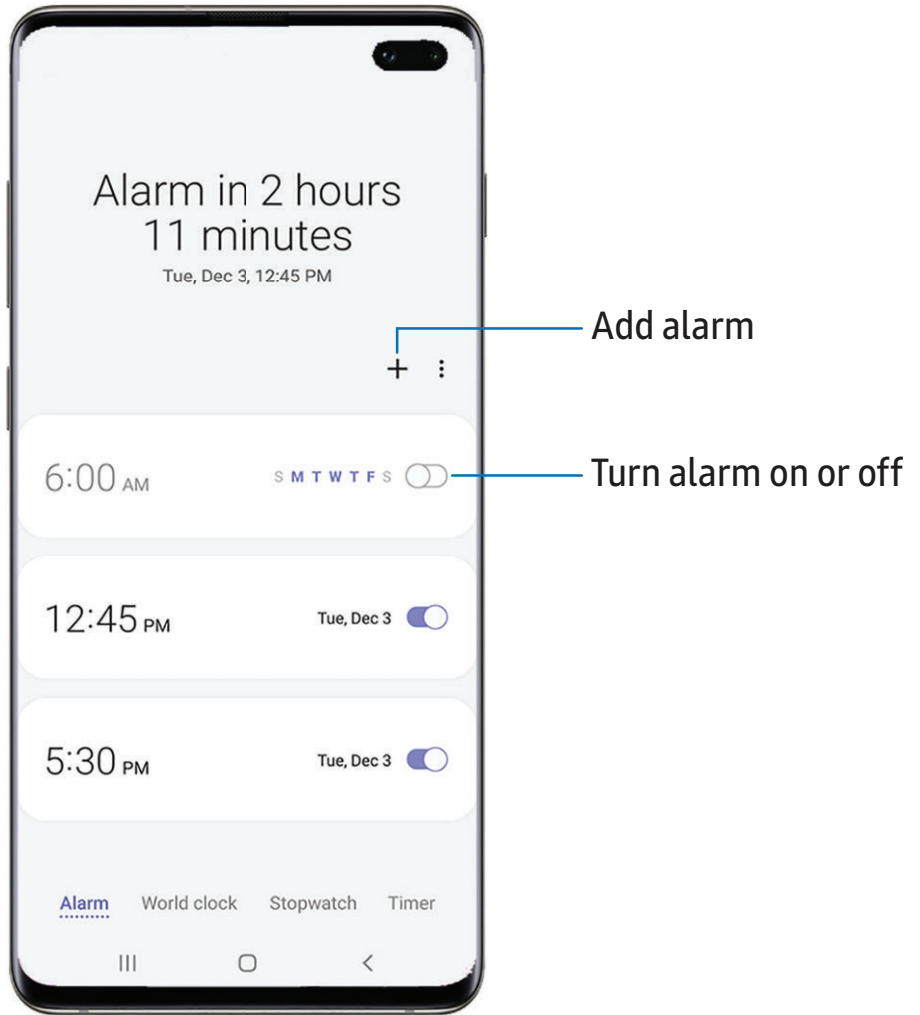 Alarm in 2 hours
11 minutes
Tue, Dec 3, 12:45 PM
Add alarm
6:00 AM S M T W T F S
Turn alarm on or off
12:45 PM Tue, Dec 3
5:30 PM Tue, Dec 3
Alarm World clock Stopwatch Timer